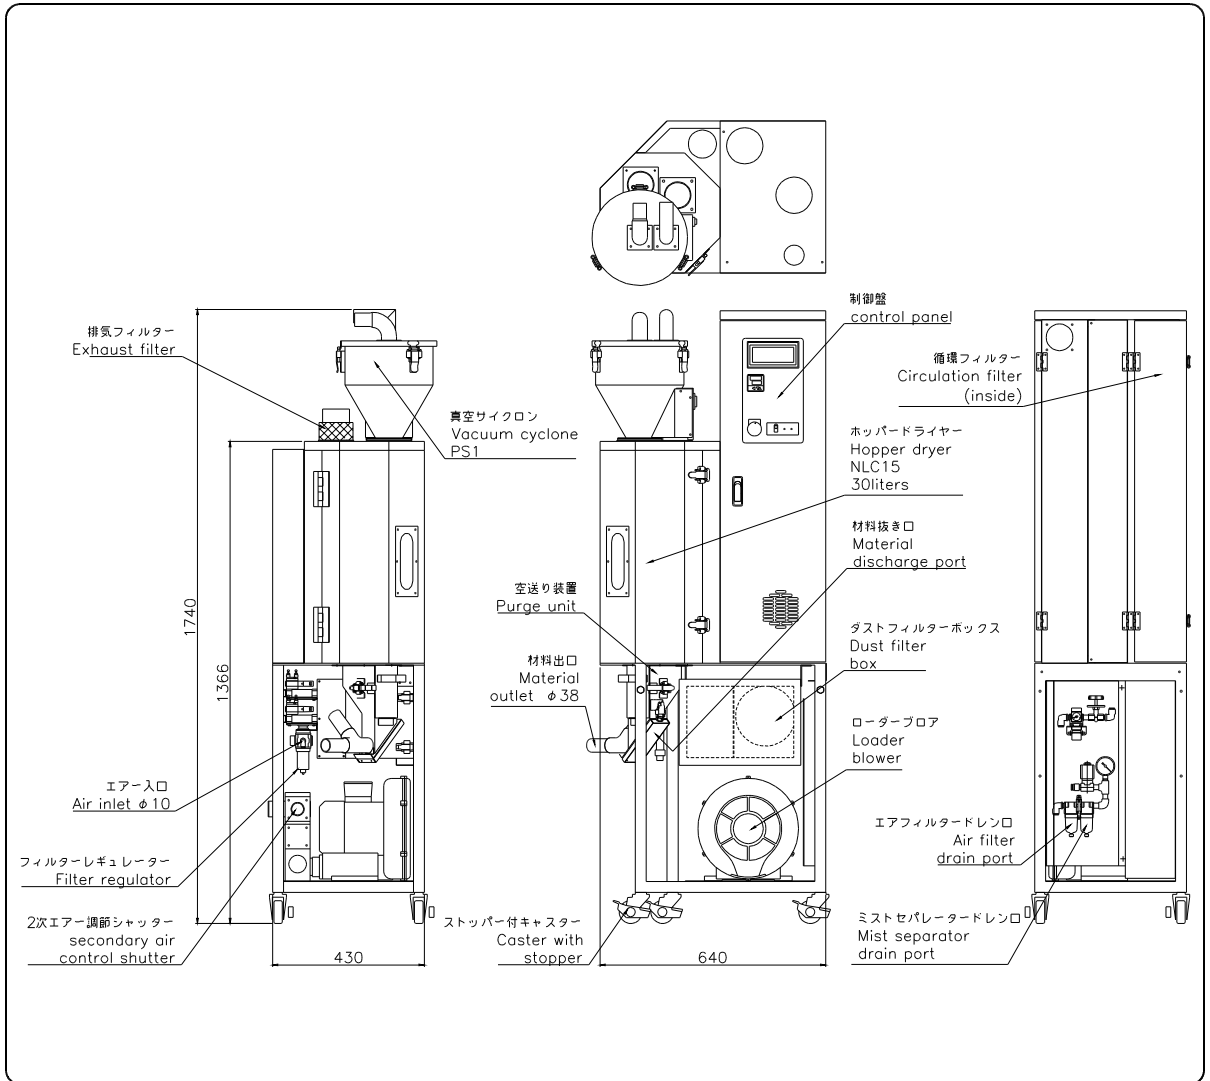 排気フィルター
Exhaust filter
真空サイクロン
Vacuum cyclone
PS1
1740
1366
エアー入口
Air inlet φ10
フィルターレギュレーター
Filter regulator
2次エアー調節シャッター
secondary air
control shutter
430
制御盤
control panel
循環フィルター
Circulation filter
(inside)
ホッパードライヤー
Hopper dryer
NLC15
30liters
材料抜き口
Material
discharge port
空送り装置
Purge unit
材料出口
Material
outlet φ38
ダストフィルターボックス
Dust filter
box
ローダーブロア
Loader
blower
エアフィルタードレン口
Air filter
drain port
ストッパー付キャスター
Caster with
stopper
640
ミストセパレータードレン口
Mist separator
drain port